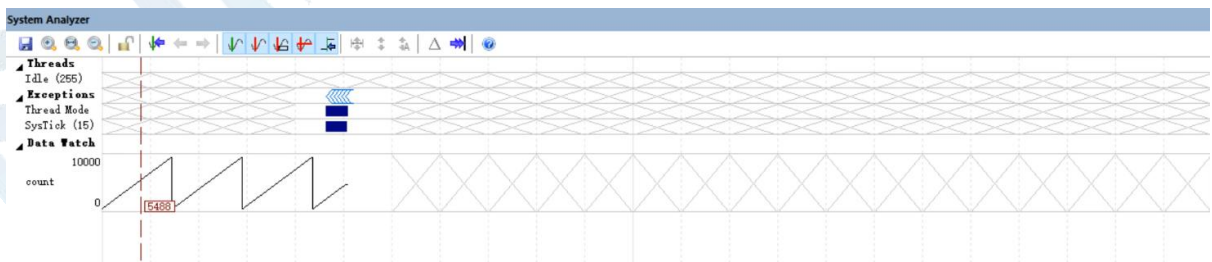 System Analyzer
Threads
Idle (255)
Exceptions
Thread Mode
SysTick (15)
Data Watch
10000
count
0
5488